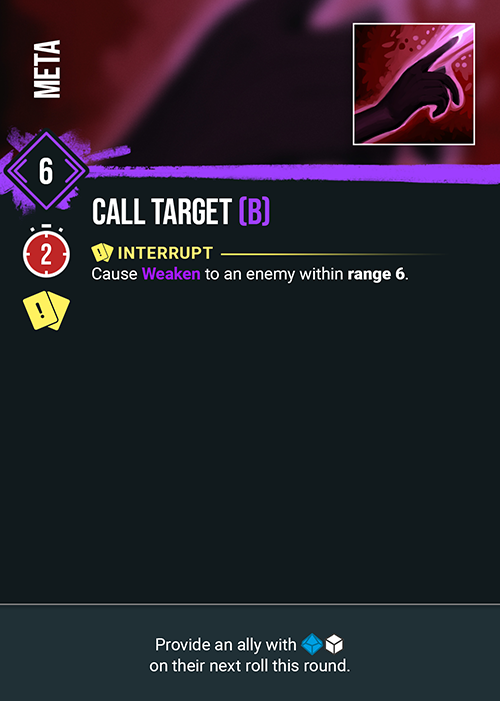 META
6
CALL TARGET (B)
2
! INTERRUPT
Cause Weaken to an enemy within range 6.
!
Provide an ally with
on their next roll this round.